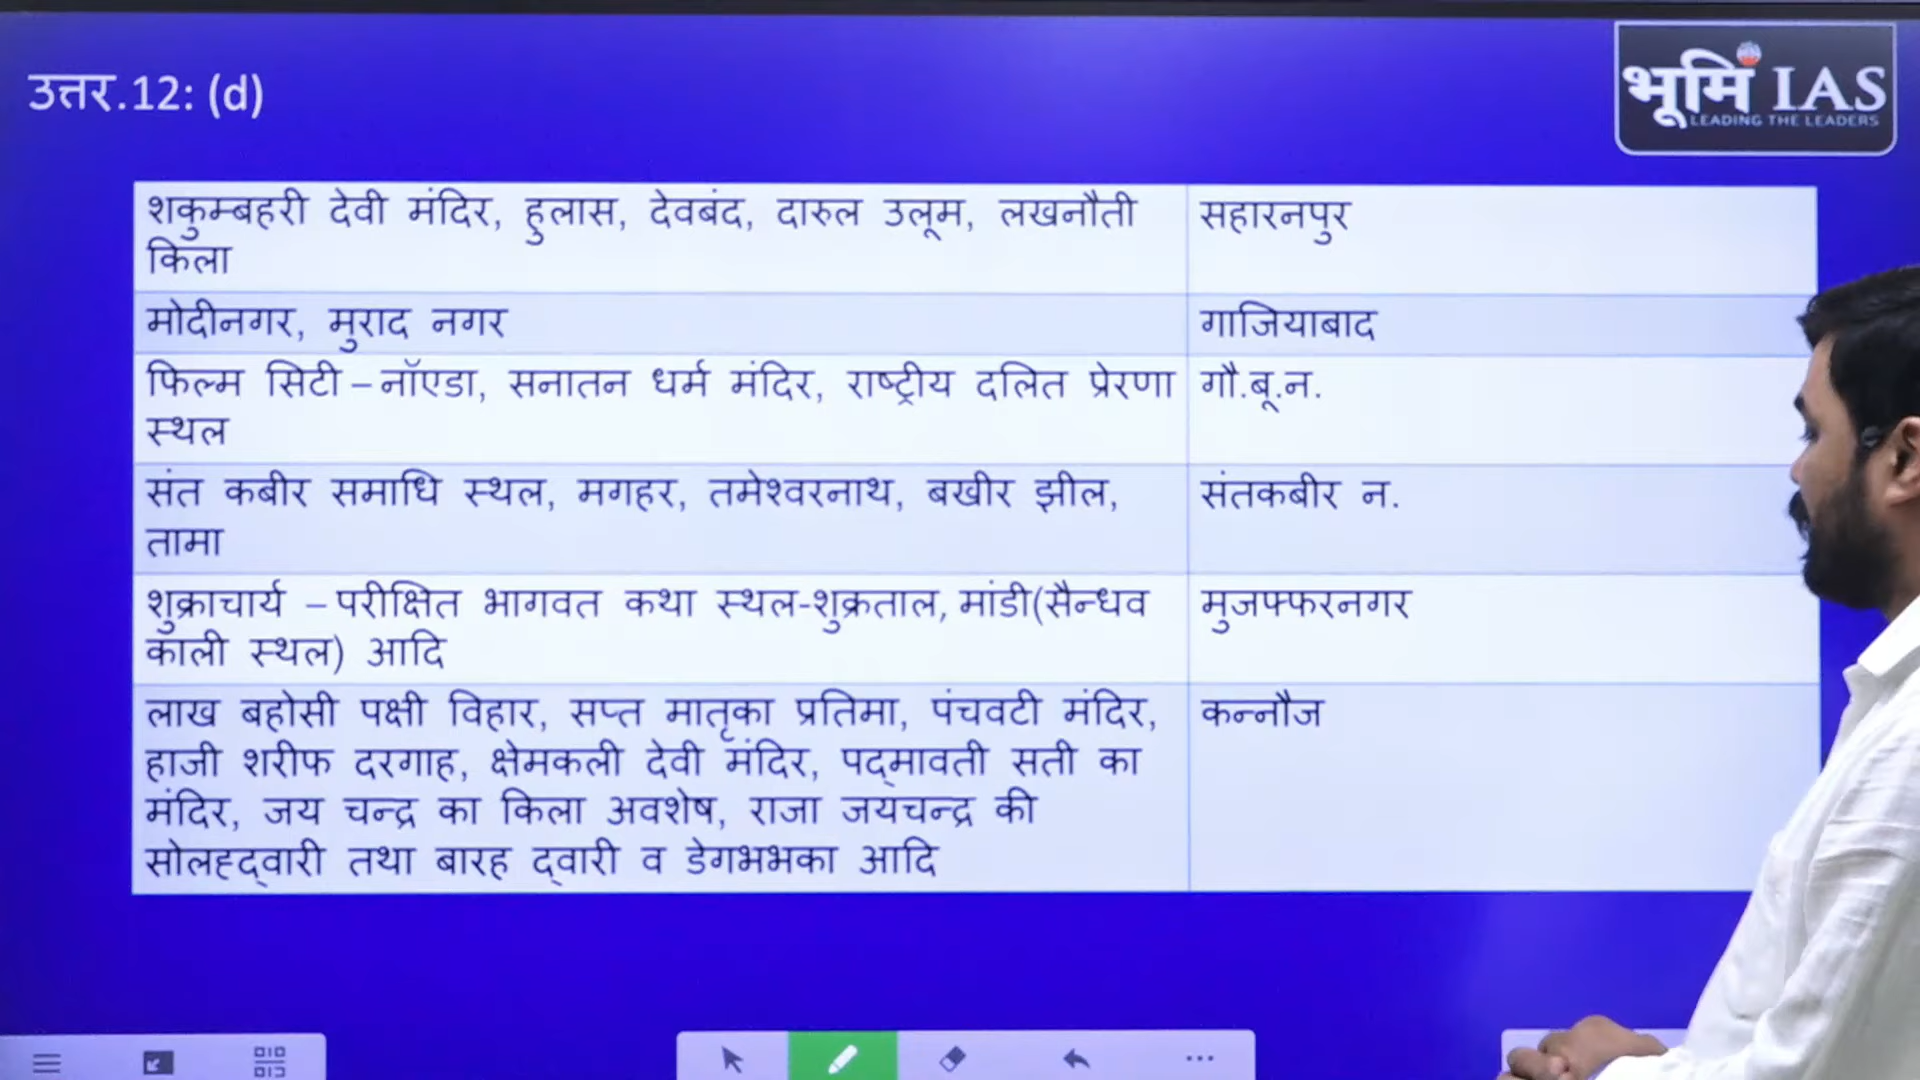 उत्तर.12: (d)
भूमि IAS
LEADING THE LEADERS
शकुम्बहरी देवी मंदिर, हुलास, देवबंद, दारुल उलूम, लखनौती
किला
सहारनपुर
मोदीनगर, मुराद नगर
गाजियाबाद
फिल्म सिटी – नॉएडा, सनातन धर्म मंदिर, राष्ट्रीय दलित प्रेरणा
स्थल
गौ.बू.न.
संत कबीर समाधि स्थल, मगहर, तमेश्वरनाथ, बखीर झील,
तामा
संतकबीर न.
शुक्राचार्य – परीक्षित भागवत कथा स्थल-शुक्रताल, मांडी(सैन्धव
काली स्थल) आदि
मुजफ्फरनगर
लाख बहोसी पक्षी विहार, सप्त मातृका प्रतिमा, पंचवटी मंदिर,
हाजी शरीफ दरगाह, क्षेमकली देवी मंदिर, पद्मावती सती का
मंदिर, जय चन्द्र का किला अवशेष, राजा जयचन्द्र की
सोलह्द्वारी तथा बारह द्वारी व डेगभभका आदि
कन्नौज